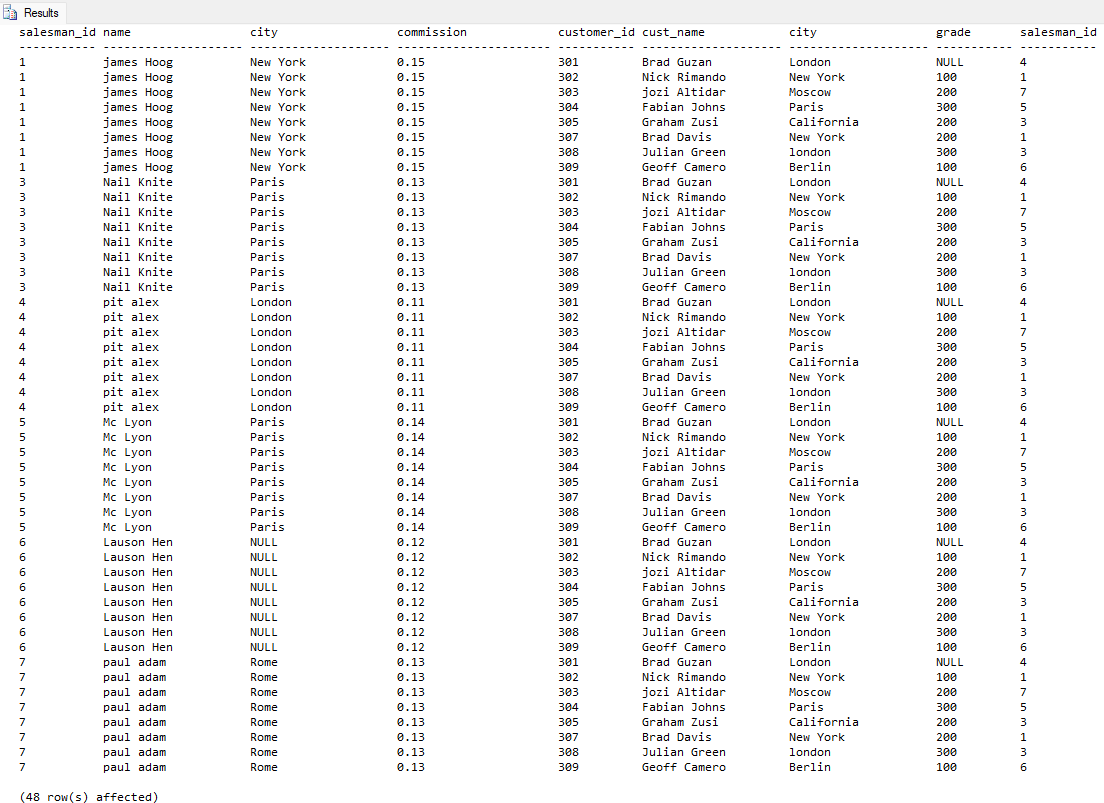 Results
salesman_id name city commission customer_id cust_name city grade salesman_id
----------- -------------------- -------------------- ---------------------- ----------- -------------------- -------------------- ----------- -----------
1 james Hoog New York 0.15 301 Brad Guzan London NULL 4
1 james Hoog New York 0.15 302 Nick Rimando New York 100 1
1 james Hoog New York 0.15 303 jozi Altidar Moscow 200 7
1 james Hoog New York 0.15 304 Fabian Johns Paris 300 5
1 james Hoog New York 0.15 305 Graham Zusi California 200 3
1 james Hoog New York 0.15 307 Brad Davis New York 200 1
1 james Hoog New York 0.15 308 Julian Green london 300 3
1 james Hoog New York 0.15 309 Geoff Camero Berlin 100 6
3 Nail Knite Paris 0.13 301 Brad Guzan London NULL 4
3 Nail Knite Paris 0.13 302 Nick Rimando New York 100 1
3 Nail Knite Paris 0.13 303 jozi Altidar Moscow 200 7
3 Nail Knite Paris 0.13 304 Fabian Johns Paris 300 5
3 Nail Knite Paris 0.13 305 Graham Zusi California 200 3
3 Nail Knite Paris 0.13 307 Brad Davis New York 200 1
3 Nail Knite Paris 0.13 308 Julian Green london 300 3
3 Nail Knite Paris 0.13 309 Geoff Camero Berlin 100 6
4 pit alex London 0.11 301 Brad Guzan London NULL 4
4 pit alex London 0.11 302 Nick Rimando New York 100 1
4 pit alex London 0.11 303 jozi Altidar Moscow 200 7
4 pit alex London 0.11 304 Fabian Johns Paris 300 5
4 pit alex London 0.11 305 Graham Zusi California 200 3
4 pit alex London 0.11 307 Brad Davis New York 200 1
4 pit alex London 0.11 308 Julian Green london 300 3
4 pit alex London 0.11 309 Geoff Camero Berlin 100 6
5 Mc Lyon Paris 0.14 301 Brad Guzan London NULL 4
5 Mc Lyon Paris 0.14 302 Nick Rimando New York 100 1
5 Mc Lyon Paris 0.14 303 jozi Altidar Moscow 200 7
5 Mc Lyon Paris 0.14 304 Fabian Johns Paris 300 5
5 Mc Lyon Paris 0.14 305 Graham Zusi California 200 3
5 Mc Lyon Paris 0.14 307 Brad Davis New York 200 1
5 Mc Lyon Paris 0.14 308 Julian Green london 300 3
5 Mc Lyon Paris 0.14 309 Geoff Camero Berlin 100 6
6 Lauson Hen NULL 0.12 301 Brad Guzan London NULL 4
6 Lauson Hen NULL 0.12 302 Nick Rimando New York 100 1
6 Lauson Hen NULL 0.12 303 jozi Altidar Moscow 200 7
6 Lauson Hen NULL 0.12 304 Fabian Johns Paris 300 5
6 Lauson Hen NULL 0.12 305 Graham Zusi California 200 3
6 Lauson Hen NULL 0.12 307 Brad Davis New York 200 1
6 Lauson Hen NULL 0.12 308 Julian Green london 300 3
6 Lauson Hen NULL 0.12 309 Geoff Camero Berlin 100 6
7 paul adam Rome 0.13 301 Brad Guzan London NULL 4
7 paul adam Rome 0.13 302 Nick Rimando New York 100 1
7 paul adam Rome 0.13 303 jozi Altidar Moscow 200 7
7 paul adam Rome 0.13 304 Fabian Johns Paris 300 5
7 paul adam Rome 0.13 305 Graham Zusi California 200 3
7 paul adam Rome 0.13 307 Brad Davis New York 200 1
7 paul adam Rome 0.13 308 Julian Green london 300 3
7 paul adam Rome 0.13 309 Geoff Camero Berlin 100 6
(48 row(s) affected)